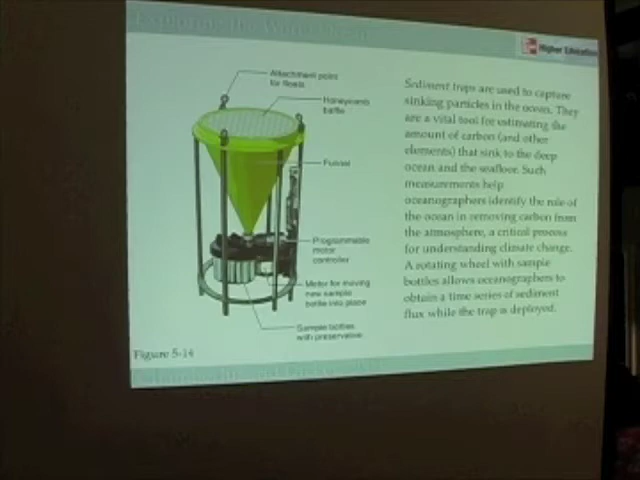 Exploring the World Ocean
Higher Education
Attachment point
for floats
Honeycomb
baffle
Funnel
Programmable
motor
controller
Motor for moving
new sample
bottle into place
Sample bottles
with preservative
Figure 5-14
Sediment traps are used to capture
sinking particles in the ocean. They
are a vital tool for estimating the
amount of carbon (and other
elements) that sink to the deep
ocean and the seafloor. Such
measurements help
oceanographers identify the role of
the ocean in removing carbon from
the atmosphere, a critical process
for understanding climate change.
A rotating wheel with sample
bottles allows oceanographers to
obtain a time series of sediment
flux while the trap is deployed.